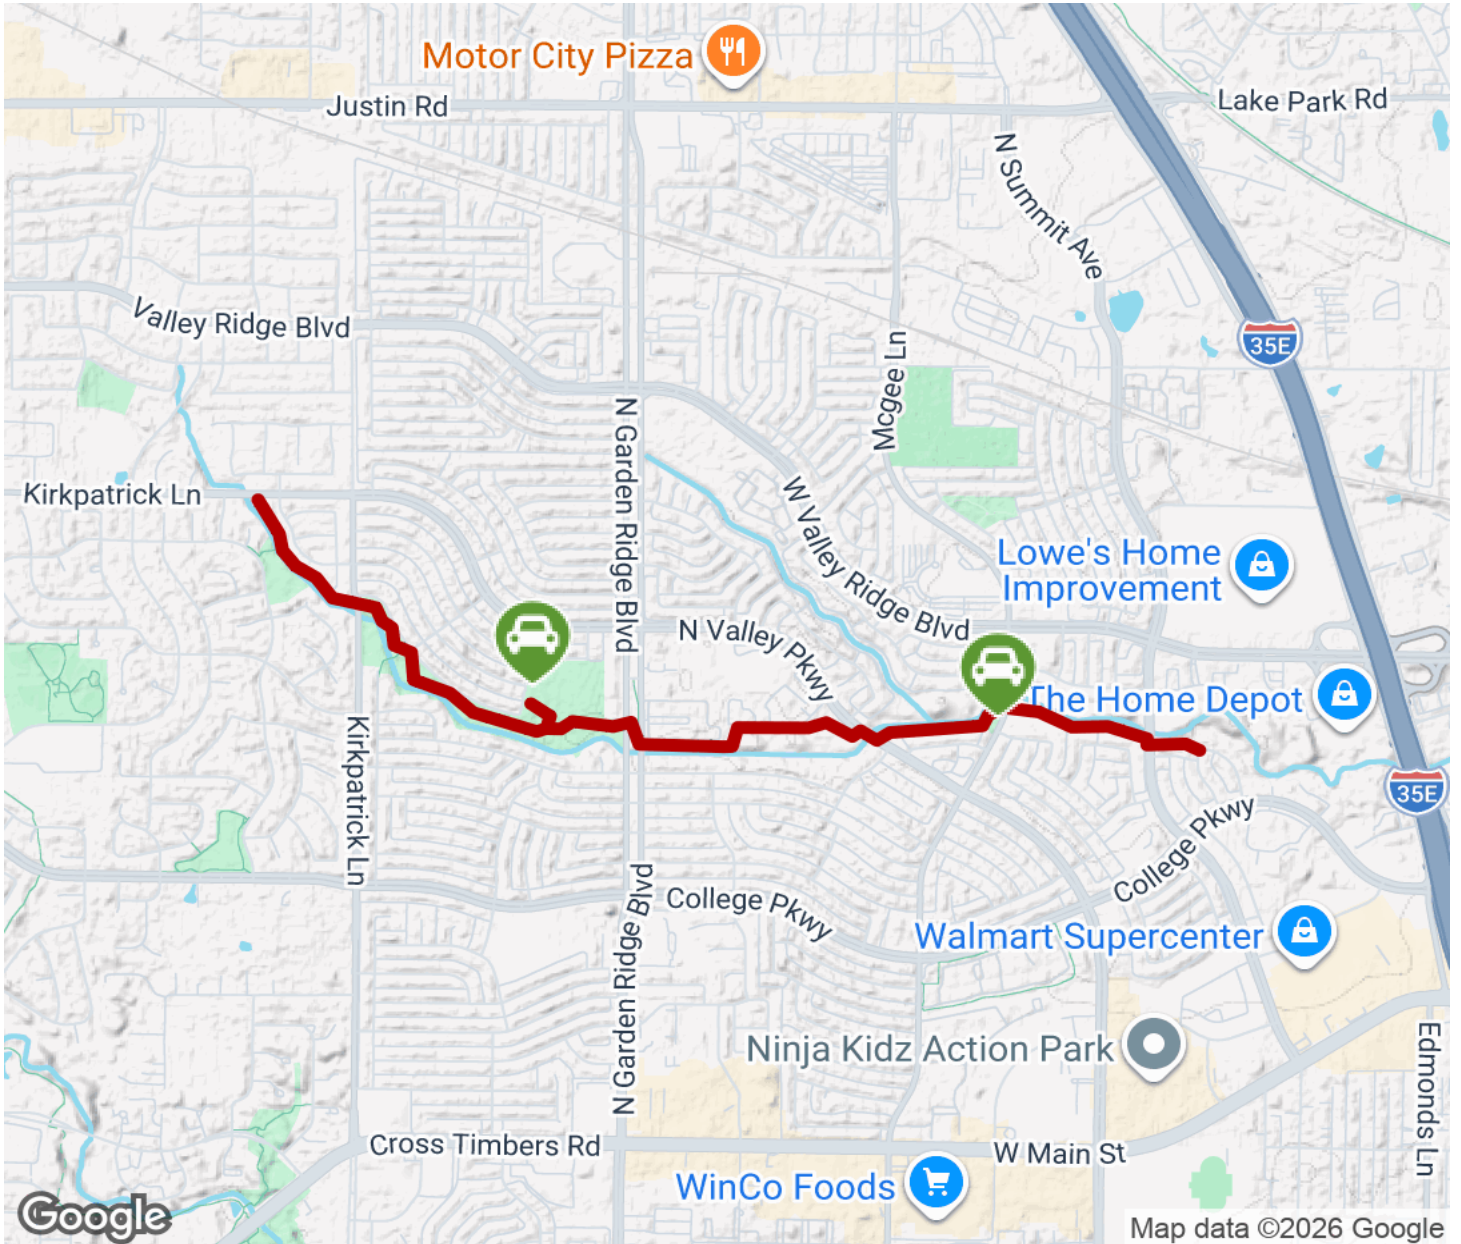 Motor City Pizza
Justin Rd
Lake Park Rd
N Summit Ave
Valley Ridge Blvd
35E
Mcgee Ln
N Garden Ridge Blvd
Kirkpatrick Ln
W Valley Ridge Blvd
Lowe's Home
Improvement
N Valley Pkwy
The Home Depot
Kirkpatrick Ln
35E
College Pkwy
N Garden Ridge Blvd
College Pkwy
Walmart Supercenter
Ninja Kidz Action Park
Edmonds Ln
Cross Timbers Rd
W Main St
WinCo Foods
Google
Map data ©2026 Google